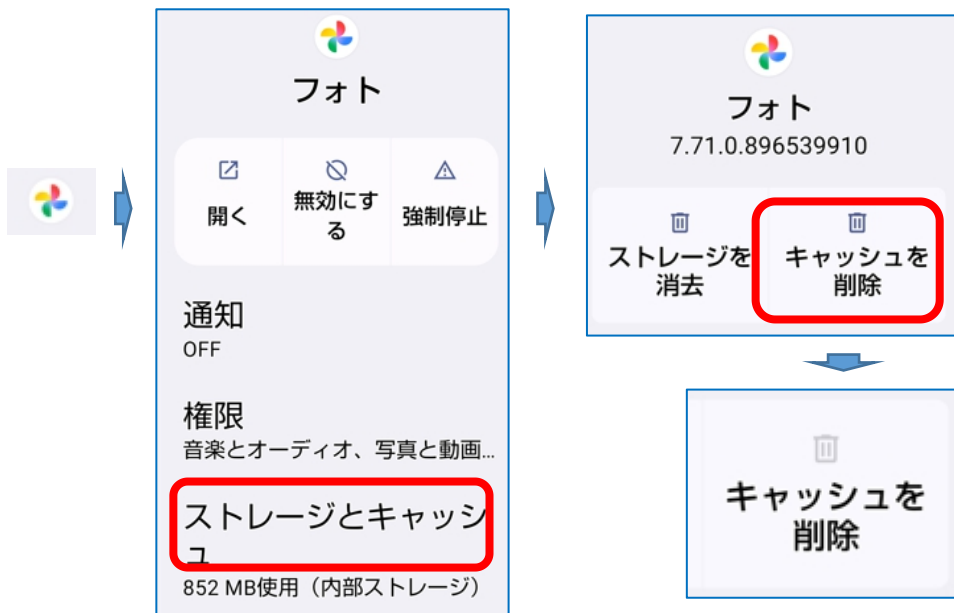 フォト
開く
無効にす
る
強制停止
通知
OFF
権限
音楽とオーディオ、写真と動画...
ストレージとキャッシ
ュ
852 MB使用（内部ストレージ）
フォト
7.71.0.896539910
ストレージを
消去
キャッシュを
削除
キャッシュを
削除